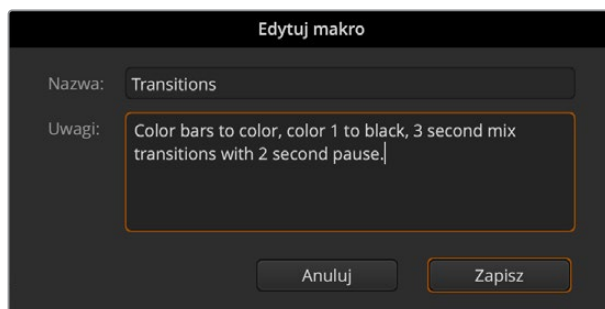 Edytuj makro
Nazwa: Transitions
Uwagi: Color bars to color, color 1 to black, 3 second mix
transitions with 2 second pause.
Anuluj Zapisz